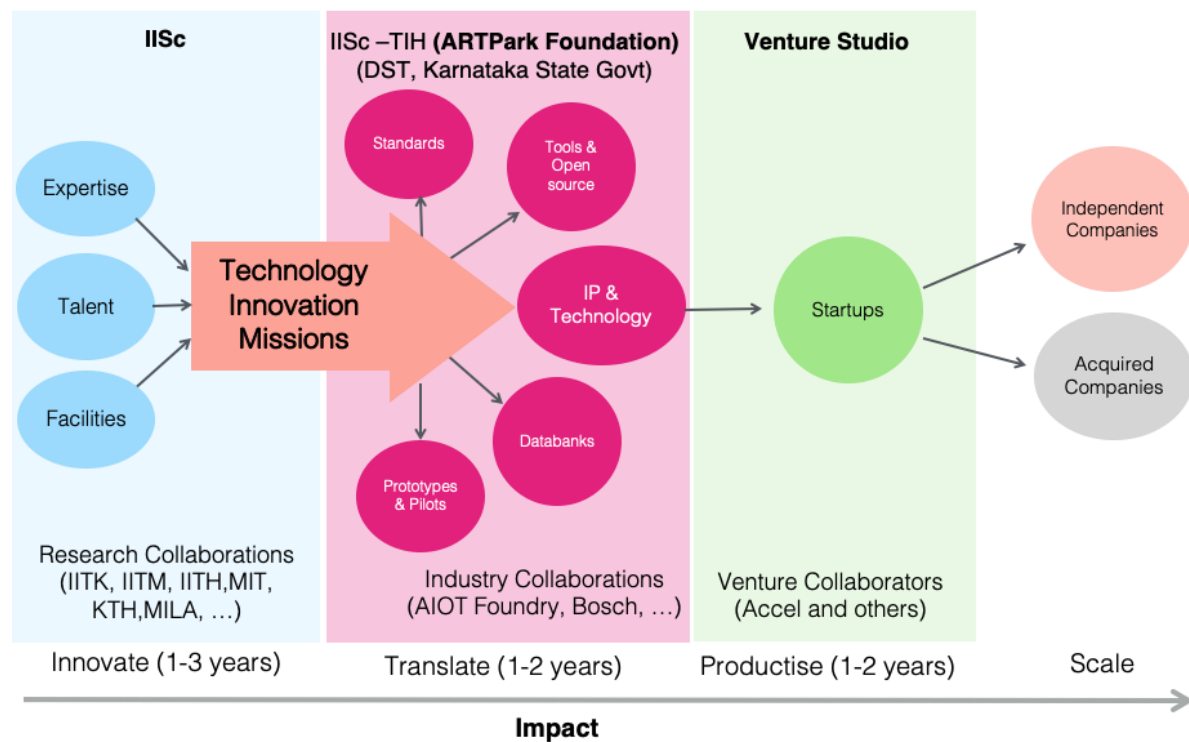 IISc
IISc –TIH (ARTPark Foundation)
(DST, Karnataka State Govt)
Venture Studio
Expertise
Talent
Facilities
Technology
Innovation
Missions
Standards
Tools &
Open
source
IP &
Technology
Databanks
Prototypes
& Pilots
Startups
Independent
Companies
Acquired
Companies
Research Collaborations
(IITK, IITM, IITH,MIT,
KTH,MILA, …)
Industry Collaborations
(AIOT Foundry, Bosch, …)
Venture Collaborators
(Accel and others)
Innovate (1-3 years)
Translate (1-2 years)
Productise (1-2 years)
Scale
Impact